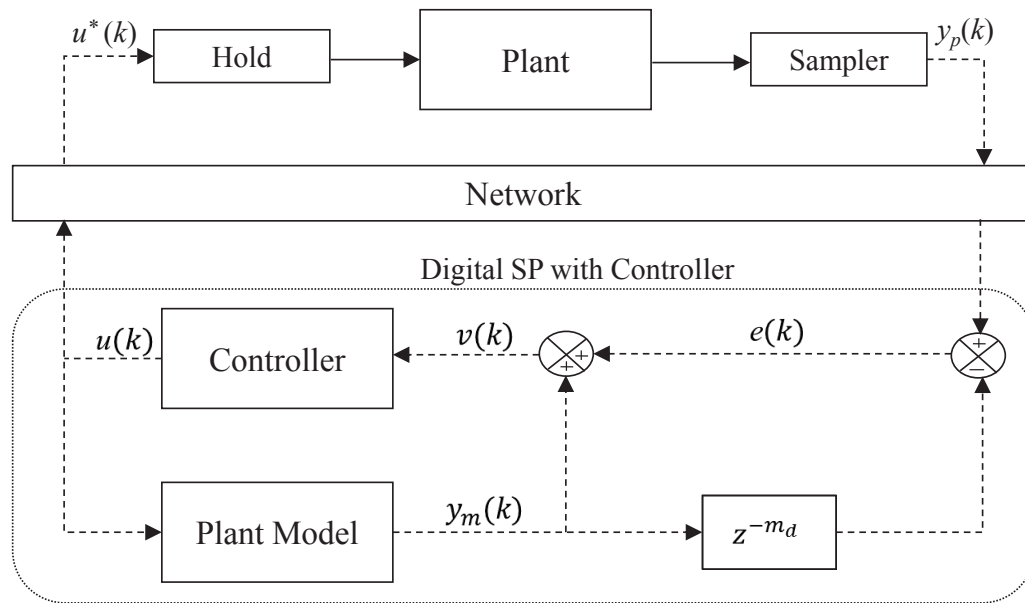 u*(k)
Hold
Plant
Sampler
y_p(k)
Network
Digital SP with Controller
u(k)
Controller
v(k)
+
+
e(k)
+
−
Plant Model
y_m(k)
z^{-m_d}